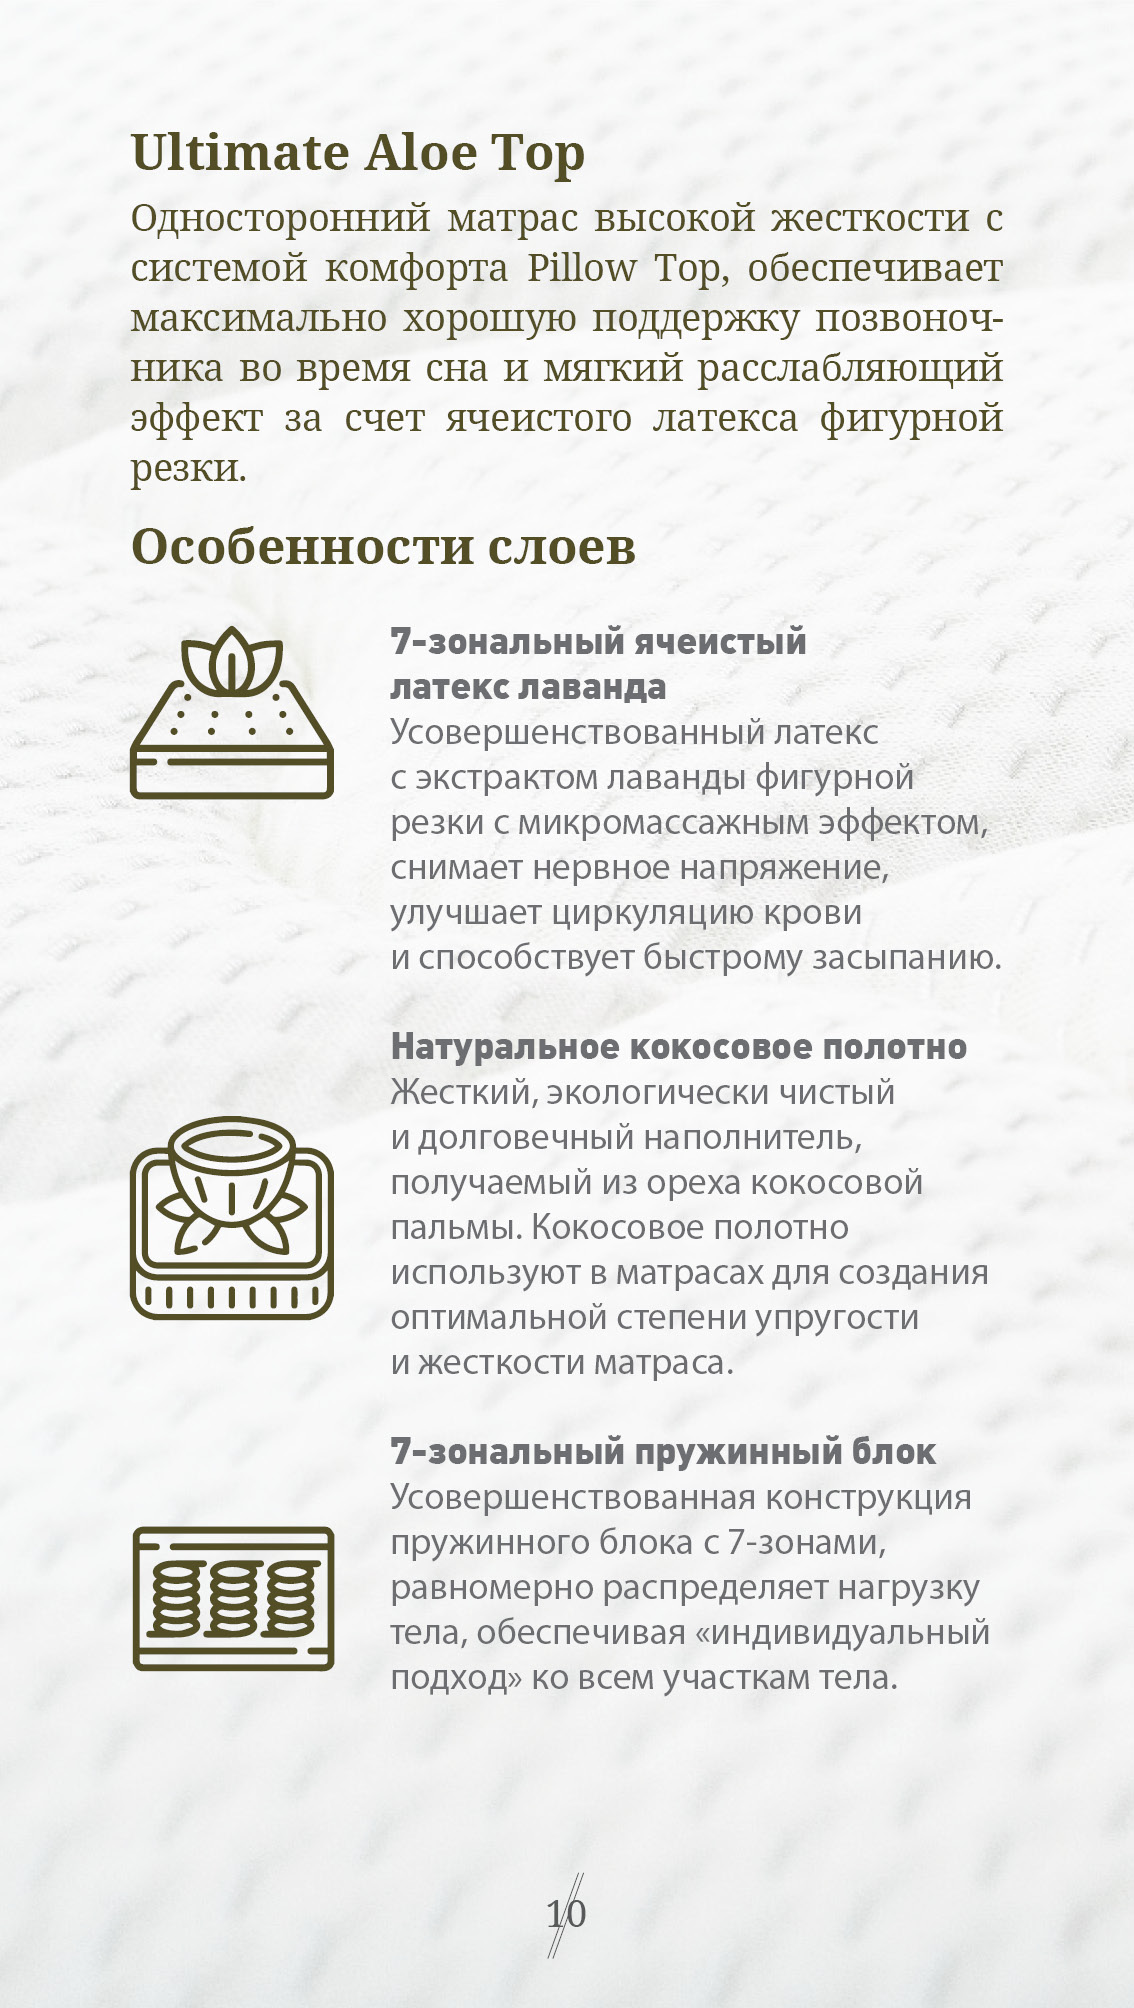 Ultimate Aloe Top
Односторонний матрас высокой жесткости с
системой комфорта Pillow Top, обеспечивает
максимально хорошую поддержку позвоноч-
ника во время сна и мягкий расслабляющий
эффект за счет ячеистого латекса фигурной
резки.
Особенности слоев
7-зональный ячеистый
латекс лаванда
Усовершенствованный латекс
с экстрактом лаванды фигурной
резки с микромассажным эффектом,
снимает нервное напряжение,
улучшает циркуляцию крови
и способствует быстрому засыпанию.
Натуральное кокосовое полотно
Жесткий, экологически чистый
и долговечный наполнитель,
получаемый из ореха кокосовой
пальмы. Кокосовое полотно
используют в матрасах для создания
оптимальной степени упругости
и жесткости матраса.
7-зональный пружинный блок
Усовершенствованная конструкция
пружинного блока с 7-зонами,
равномерно распределяет нагрузку
тела, обеспечивая «индивидуальный
подход» ко всем участкам тела.
10